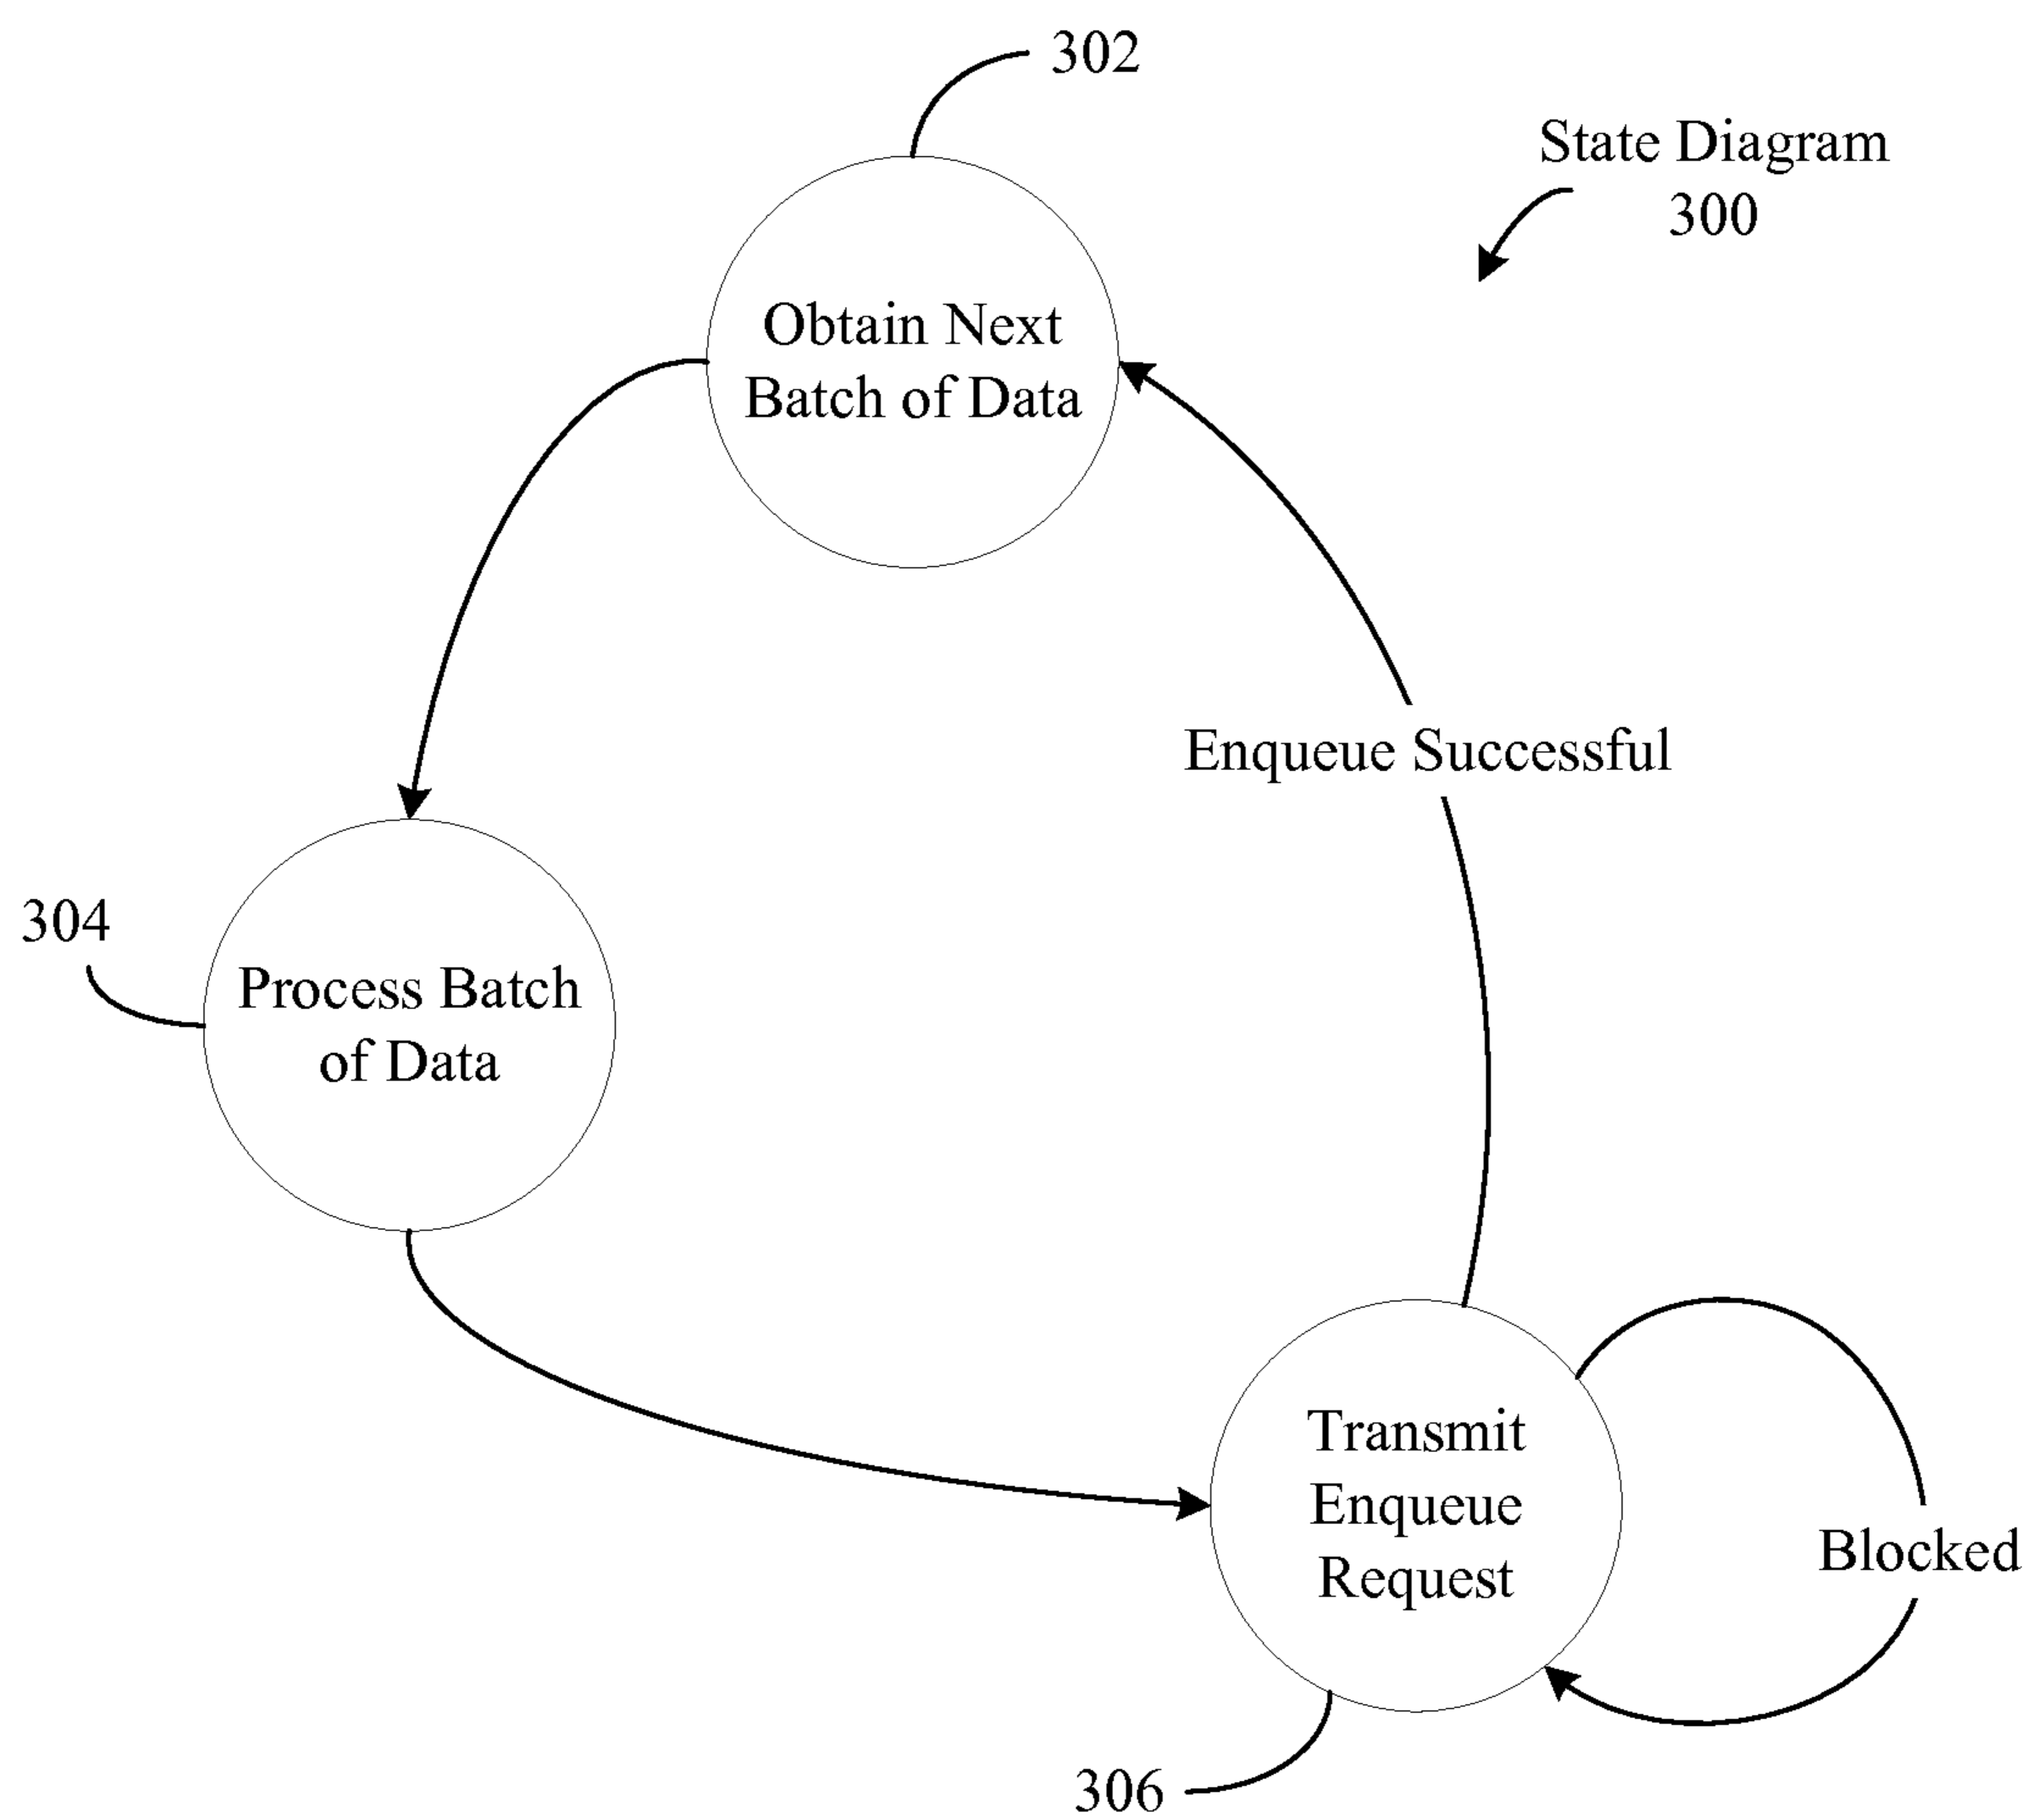 302
State Diagram
300
Obtain Next
Batch of Data
Enqueue Successful
304
Process Batch
of Data
Transmit
Enqueue
Request
Blocked
306